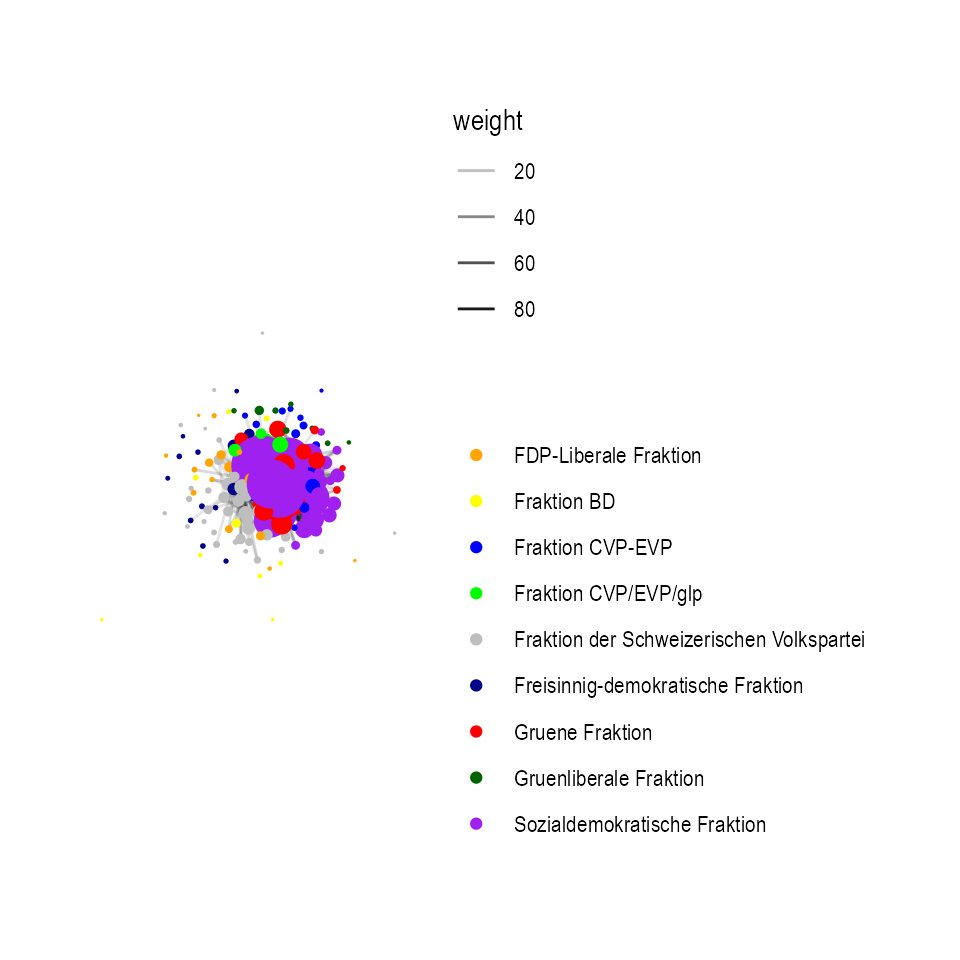 weight
20
40
60
80
FDP-Liberale Fraktion
Fraktion BD
Fraktion CVP-EVP
Fraktion CVP/EVP/glp
Fraktion der Schweizerischen Volkspartei
Freisinnig-demokratische Fraktion
Gruene Fraktion
Gruenliberale Fraktion
Sozialdemokratische Fraktion